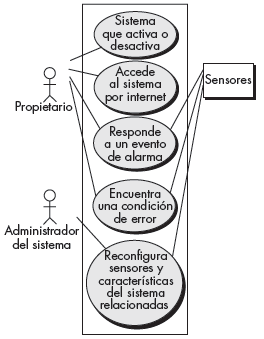 Sistema
que activa o
desactiva
Accede
al sistema
por internet
Sensores
Propietario
Responde
a un evento
de alarma
Encuentra
una condición
de error
Administrador
del sistema
Reconfigura
sensores y
características
del sistema
relacionadas